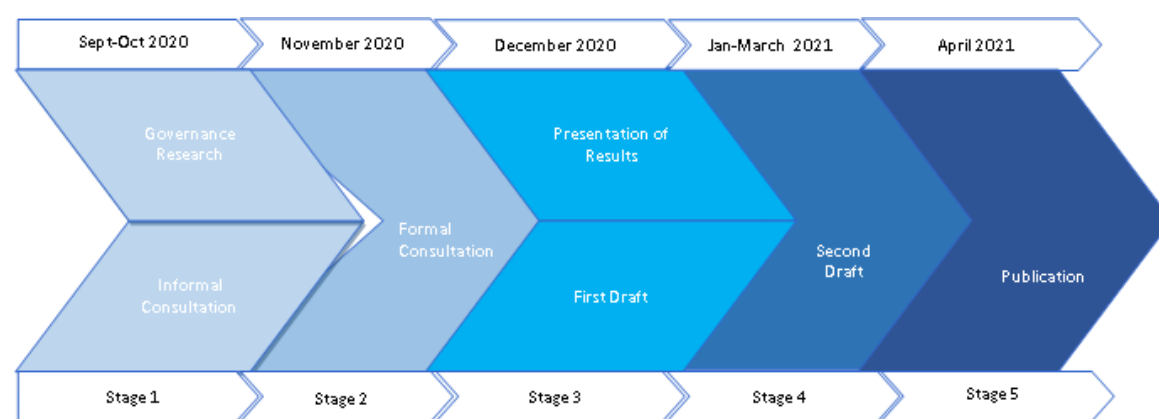 Sept-Oct 2020
November 2020
December 2020
Jan-March 2021
April 2021
Governance
Research
Presentation of
Results
Formal
Consultation
Second
Draft
Publication
Informal
Consultation
First Draft
Stage 1
Stage 2
Stage 3
Stage 4
Stage 5